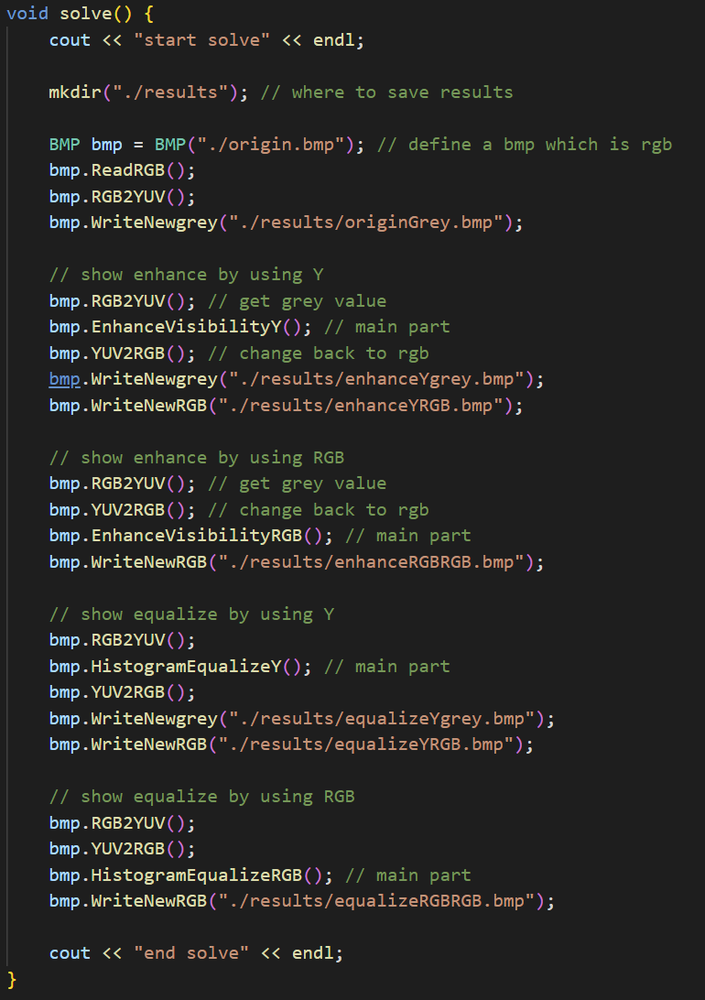 void solve() {
    cout << "start solve" << endl;

    mkdir("./results"); // where to save results

    BMP bmp = BMP("./origin.bmp"); // define a bmp which is rgb
    bmp.ReadRGB();
    bmp.RGB2YUV();
    bmp.WriteNewgrey("./results/originGrey.bmp");

    // show enhance by using Y
    bmp.RGB2YUV(); // get grey value
    bmp.EnhanceVisibilityY(); // main part
    bmp.YUV2RGB(); // change back to rgb
    bmp.WriteNewgrey("./results/enhanceYgrey.bmp");
    bmp.WriteNewRGB("./results/enhanceYRGB.bmp");

    // show enhance by using RGB
    bmp.RGB2YUV(); // get grey value
    bmp.YUV2RGB(); // change back to rgb
    bmp.EnhanceVisibilityRGB(); // main part
    bmp.WriteNewRGB("./results/enhanceRGBRGB.bmp");

    // show equalize by using Y
    bmp.RGB2YUV();
    bmp.HistogramEqualizeY(); // main part
    bmp.YUV2RGB();
    bmp.WriteNewgrey("./results/equalizeYgrey.bmp");
    bmp.WriteNewRGB("./results/equalizeYRGB.bmp");

    // show equalize by using RGB
    bmp.RGB2YUV();
    bmp.YUV2RGB();
    bmp.HistogramEqualizeRGB(); // main part
    bmp.WriteNewRGB("./results/equalizeRGBRGB.bmp");

    cout << "end solve" << endl;
}